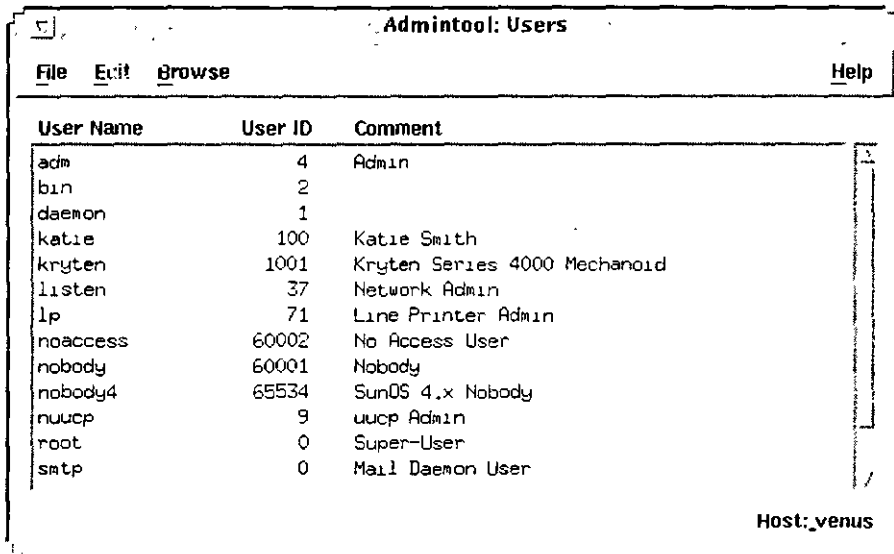 Admintool: Users
File Edit Browse Help
User Name User ID Comment
adm 4 Admin
bin 2
daemon 1
katie 100 Katie Smith
kryten 1001 Kryten Series 4000 Mechanoid
listen 37 Network Admin
lp 71 Line Printer Admin
noaccess 60002 No Access User
nobody 60001 Nobody
nobody4 65534 SunOS 4.x Nobody
nuucp 9 uucp Admin
root 0 Super-User
smtp 0 Mail Daemon User
Host: venus